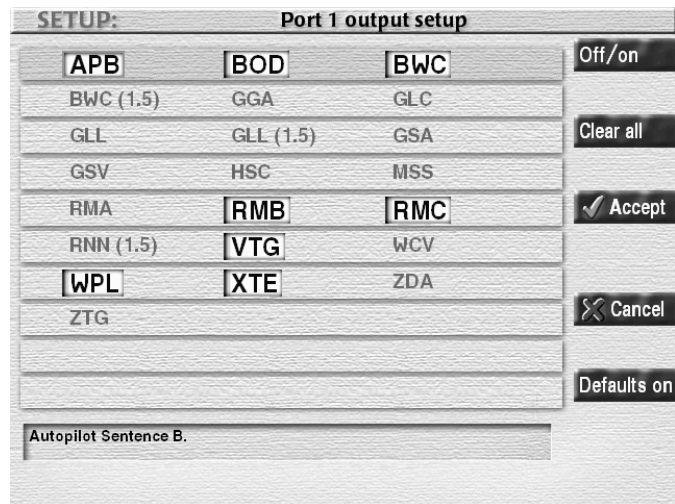 SETUP: Port 1 output setup
APB BOD BWC
BWC (1.5) GGA GLC
GLL GLL (1.5) GSA
GSV HSC MSS
RMA RMB RMC
RNN (1.5) VTG WCV
WPL XTE ZDA
ZTG
Autopilot Sentence B.
Off/on
Clear all
Accept
Cancel
Defaults on